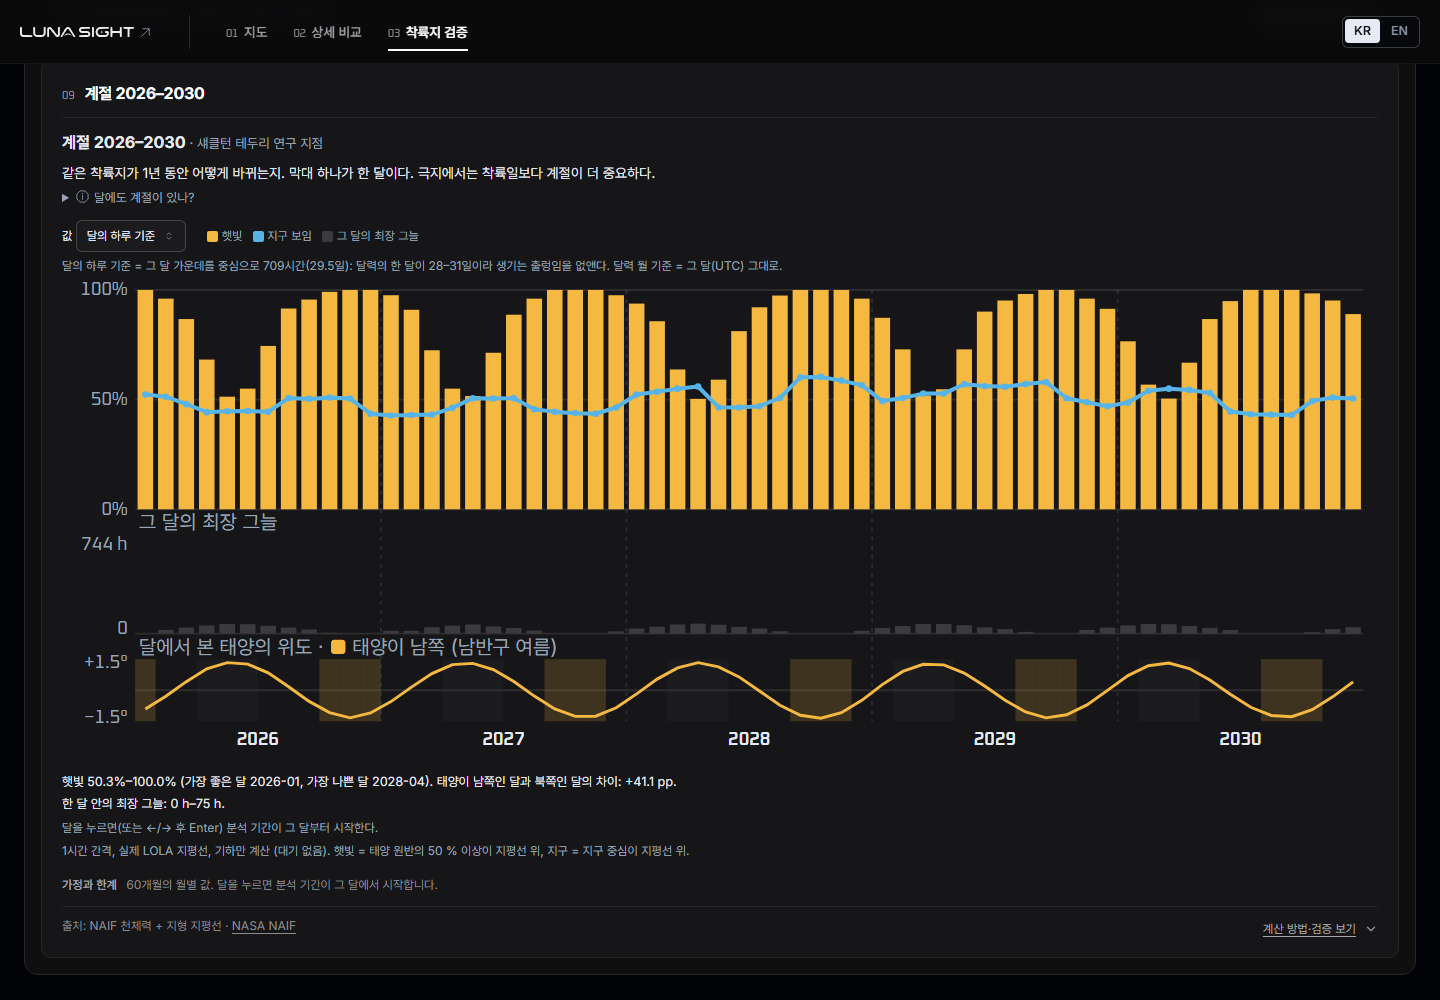 LUNA SIGHT ↗
01 지도
02 상세 비교
03 착륙지 검증
KR EN
09 계절 2026–2030
계절 2026–2030 · 섀클턴 테두리 연구 지점
같은 착륙지가 1년 동안 어떻게 바뀌는지. 막대 하나가 한 달이다. 극지에서는 착륙일보다 계절이 더 중요하다.
▶ ⓘ 달에도 계절이 있나?
값 달의 하루 기준
햇빛 지구 보임 그 달의 최장 그늘
달의 하루 기준 = 그 달 가운데를 중심으로 709시간(29.5일): 달력의 한 달이 28–31일이라 생기는 출렁임을 없앤다. 달력 월 기준 = 그 달(UTC) 그대로.
100%
50%
0%
그 달의 최장 그늘
744 h
0
달에서 본 태양의 위도 · 태양이 남쪽 (남반구 여름)
+1.5°
−1.5°
2026 2027 2028 2029 2030
햇빛 50.3%–100.0% (가장 좋은 달 2026-01, 가장 나쁜 달 2028-04). 태양이 남쪽인 달과 북쪽인 달의 차이: +41.1 pp.
한 달 안의 최장 그늘: 0 h–75 h.
달을 누르면(또는 ←/→ 후 Enter) 분석 기간이 그 달부터 시작한다.
1시간 간격, 실제 LOLA 지평선, 기하만 계산 (대기 없음). 햇빛 = 태양 원반의 50 % 이상이 지평선 위, 지구 = 지구 중심이 지평선 위.
가정과 한계 60개월의 월별 값. 달을 누르면 분석 기간이 그 달에서 시작합니다.
출처: NAIF 천체력 + 지형 지평선 · NASA NAIF
계산 방법·검증 보기